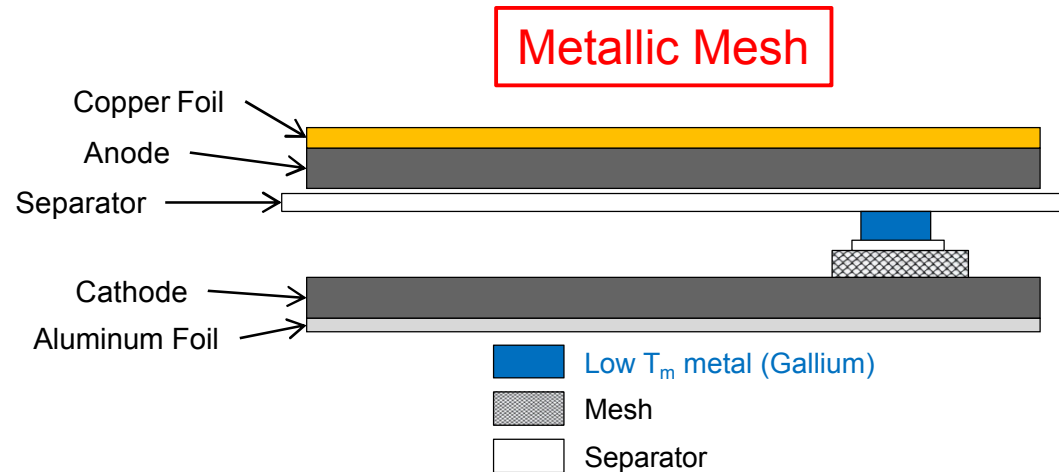 Metallic Mesh
Copper Foil
Anode
Separator
Cathode
Aluminum Foil
Low Tm metal (Gallium)
Mesh
Separator